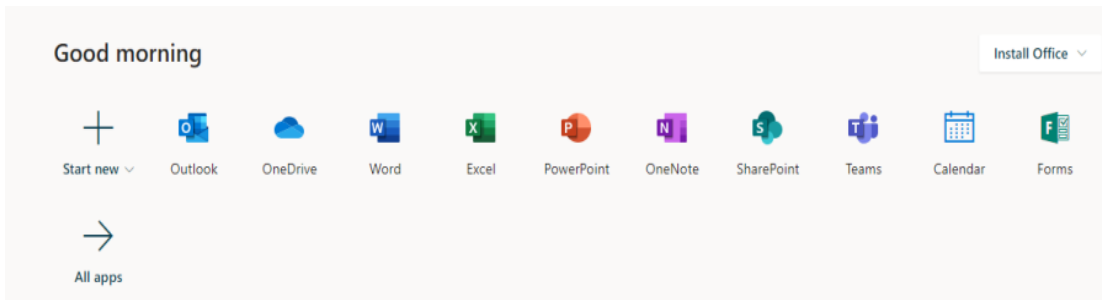 Good morning
Install Office
Start new
Outlook
OneDrive
Word
Excel
PowerPoint
OneNote
SharePoint
Teams
Calendar
Forms
All apps